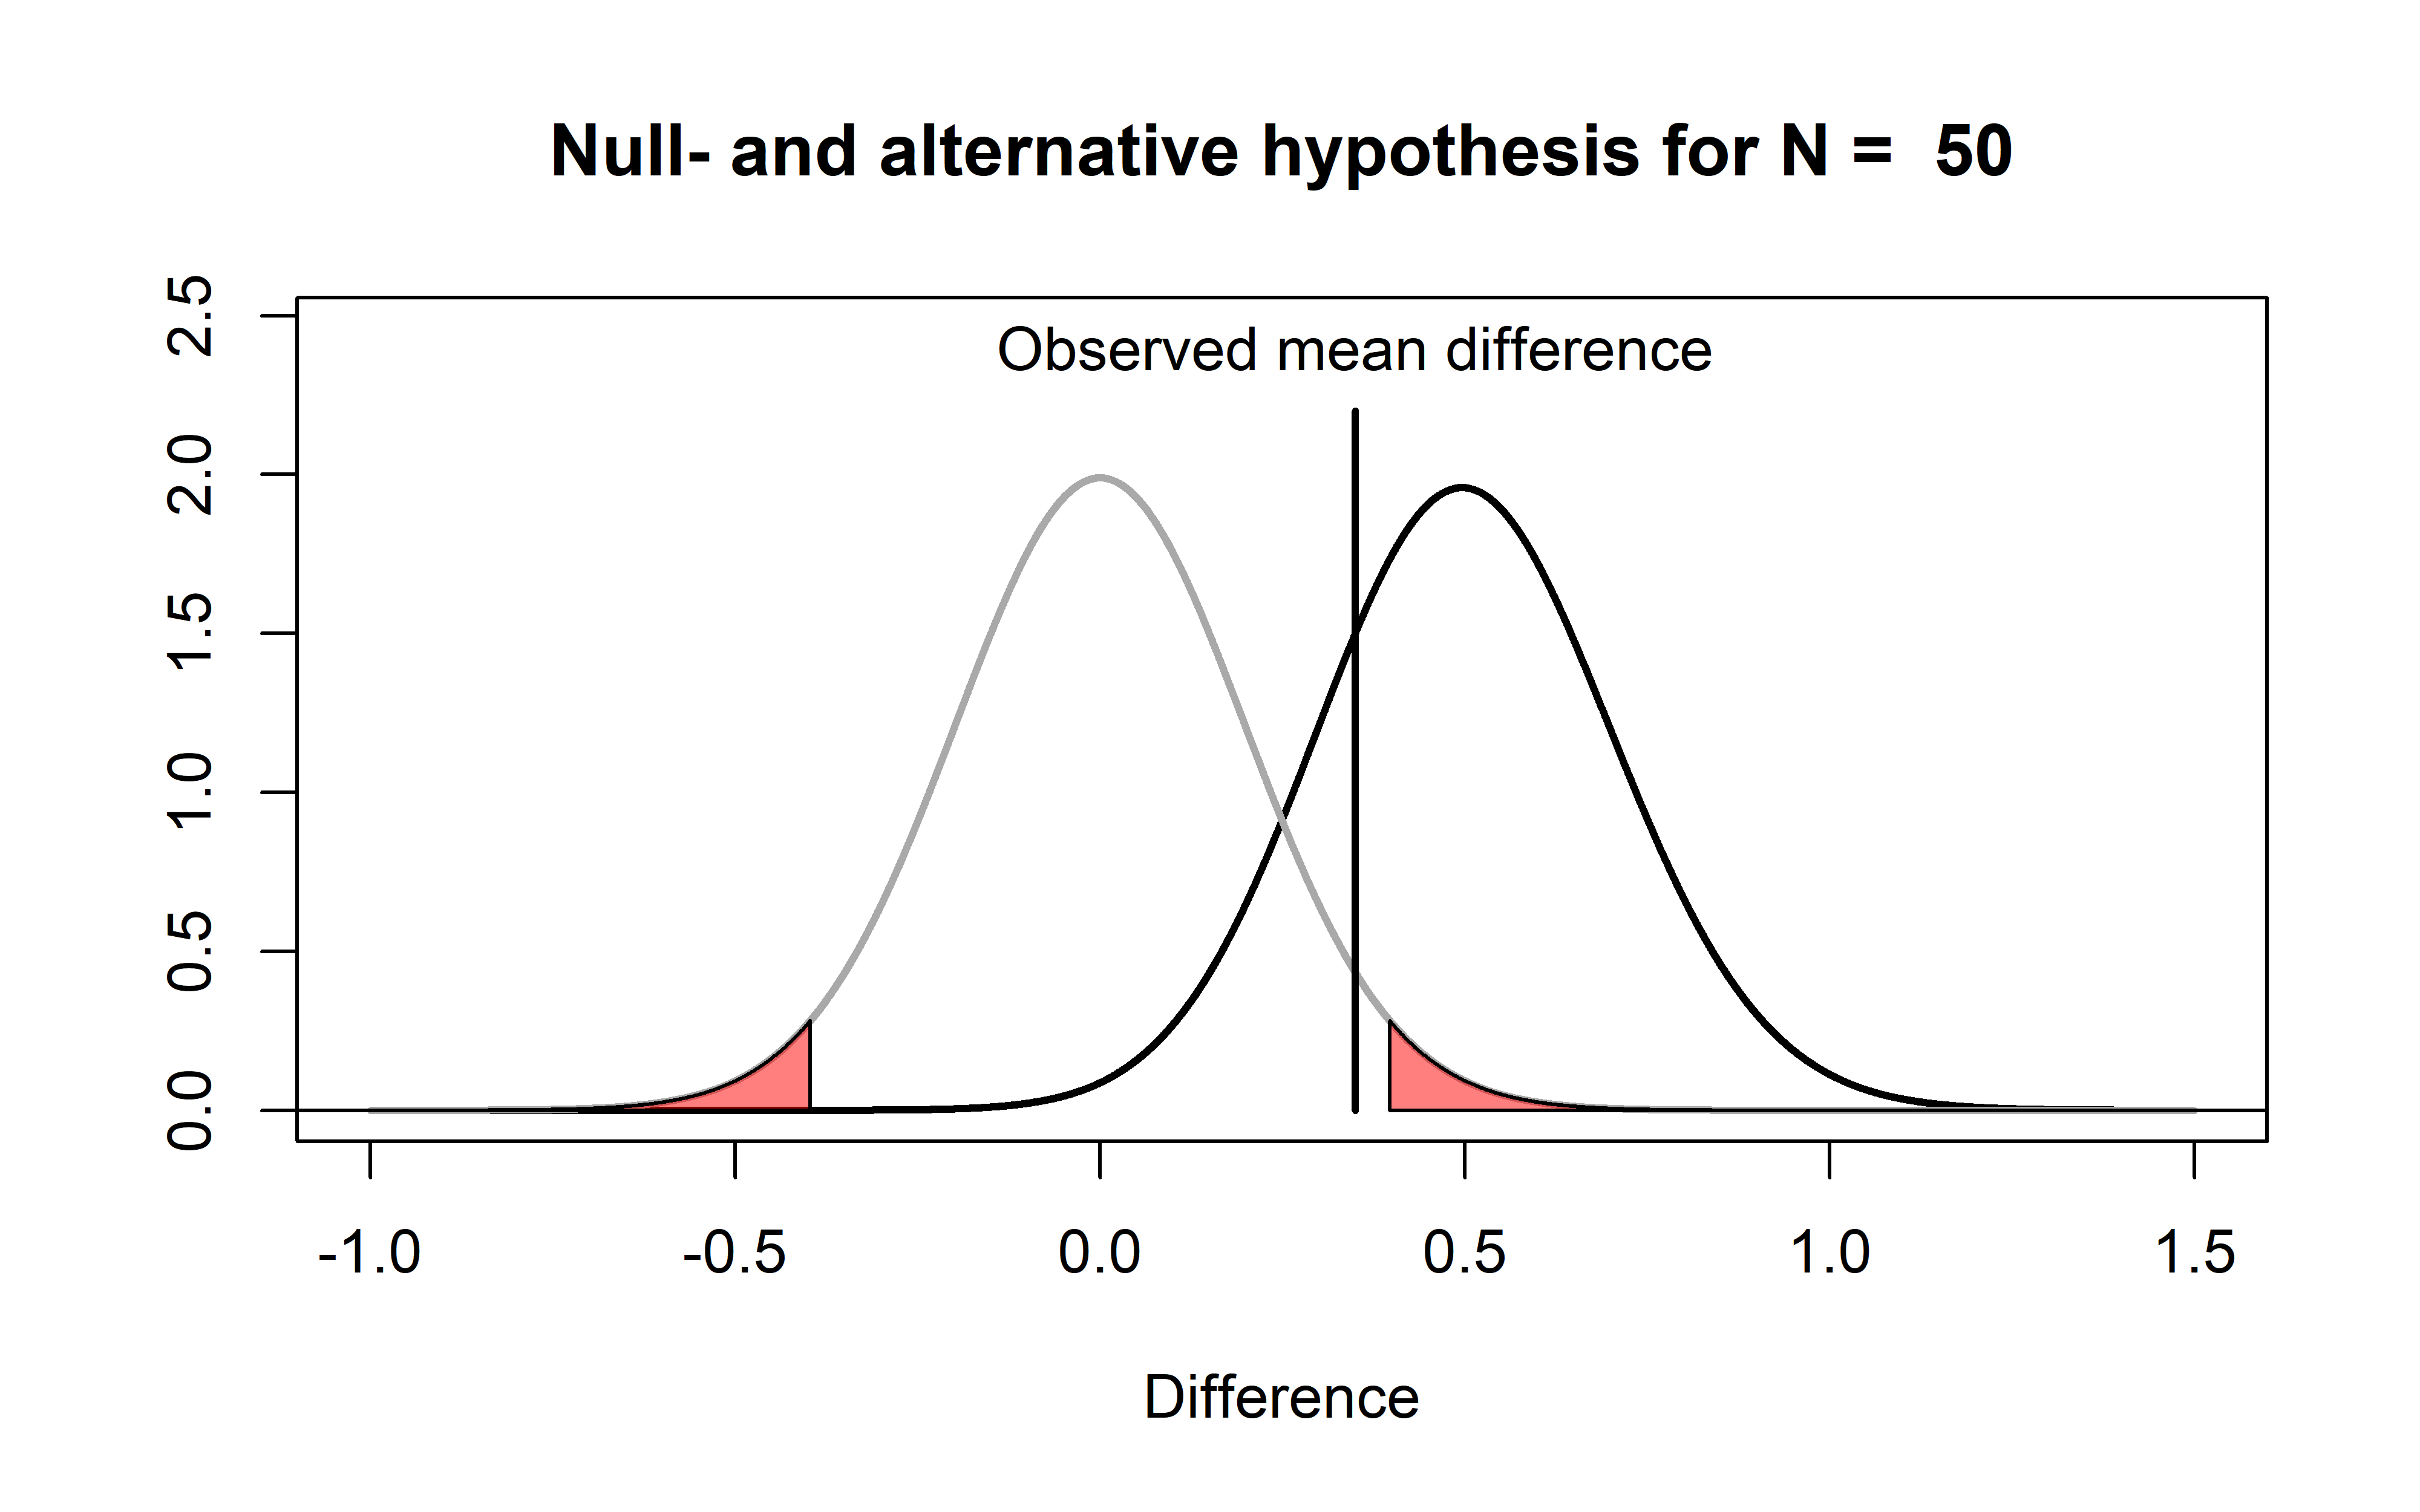 Null- and alternative hypothesis for N =  50
Observed mean difference
2.5
2.0
1.5
1.0
0.5
0.0
-1.0 -0.5 0.0 0.5 1.0 1.5
Difference